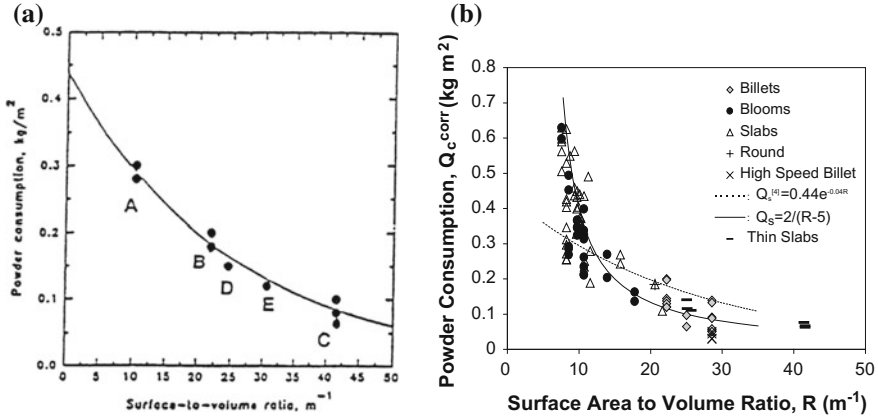 (a)
0.5
0.4
0.3
0.2
0.1
0.0
Powder consumption, kg/m²
A
B
D
E
C
0 5 10 15 20 25 30 35 40 45 50
Surface-to-volume ratio, m⁻¹
(b)
Powder Consumption, Q꜀ᶜᵒʳʳ (kg m²)
0.8
0.7
0.6
0.5
0.4
0.3
0.2
0.1
0
Billets
Blooms
Slabs
Round
High Speed Billet
Qₛ[4]=0.44e⁻⁰·⁰⁴ᴿ
Qₛ=2/(R-5)
Thin Slabs
0 10 20 30 40 50
Surface Area to Volume Ratio, R (m⁻¹)